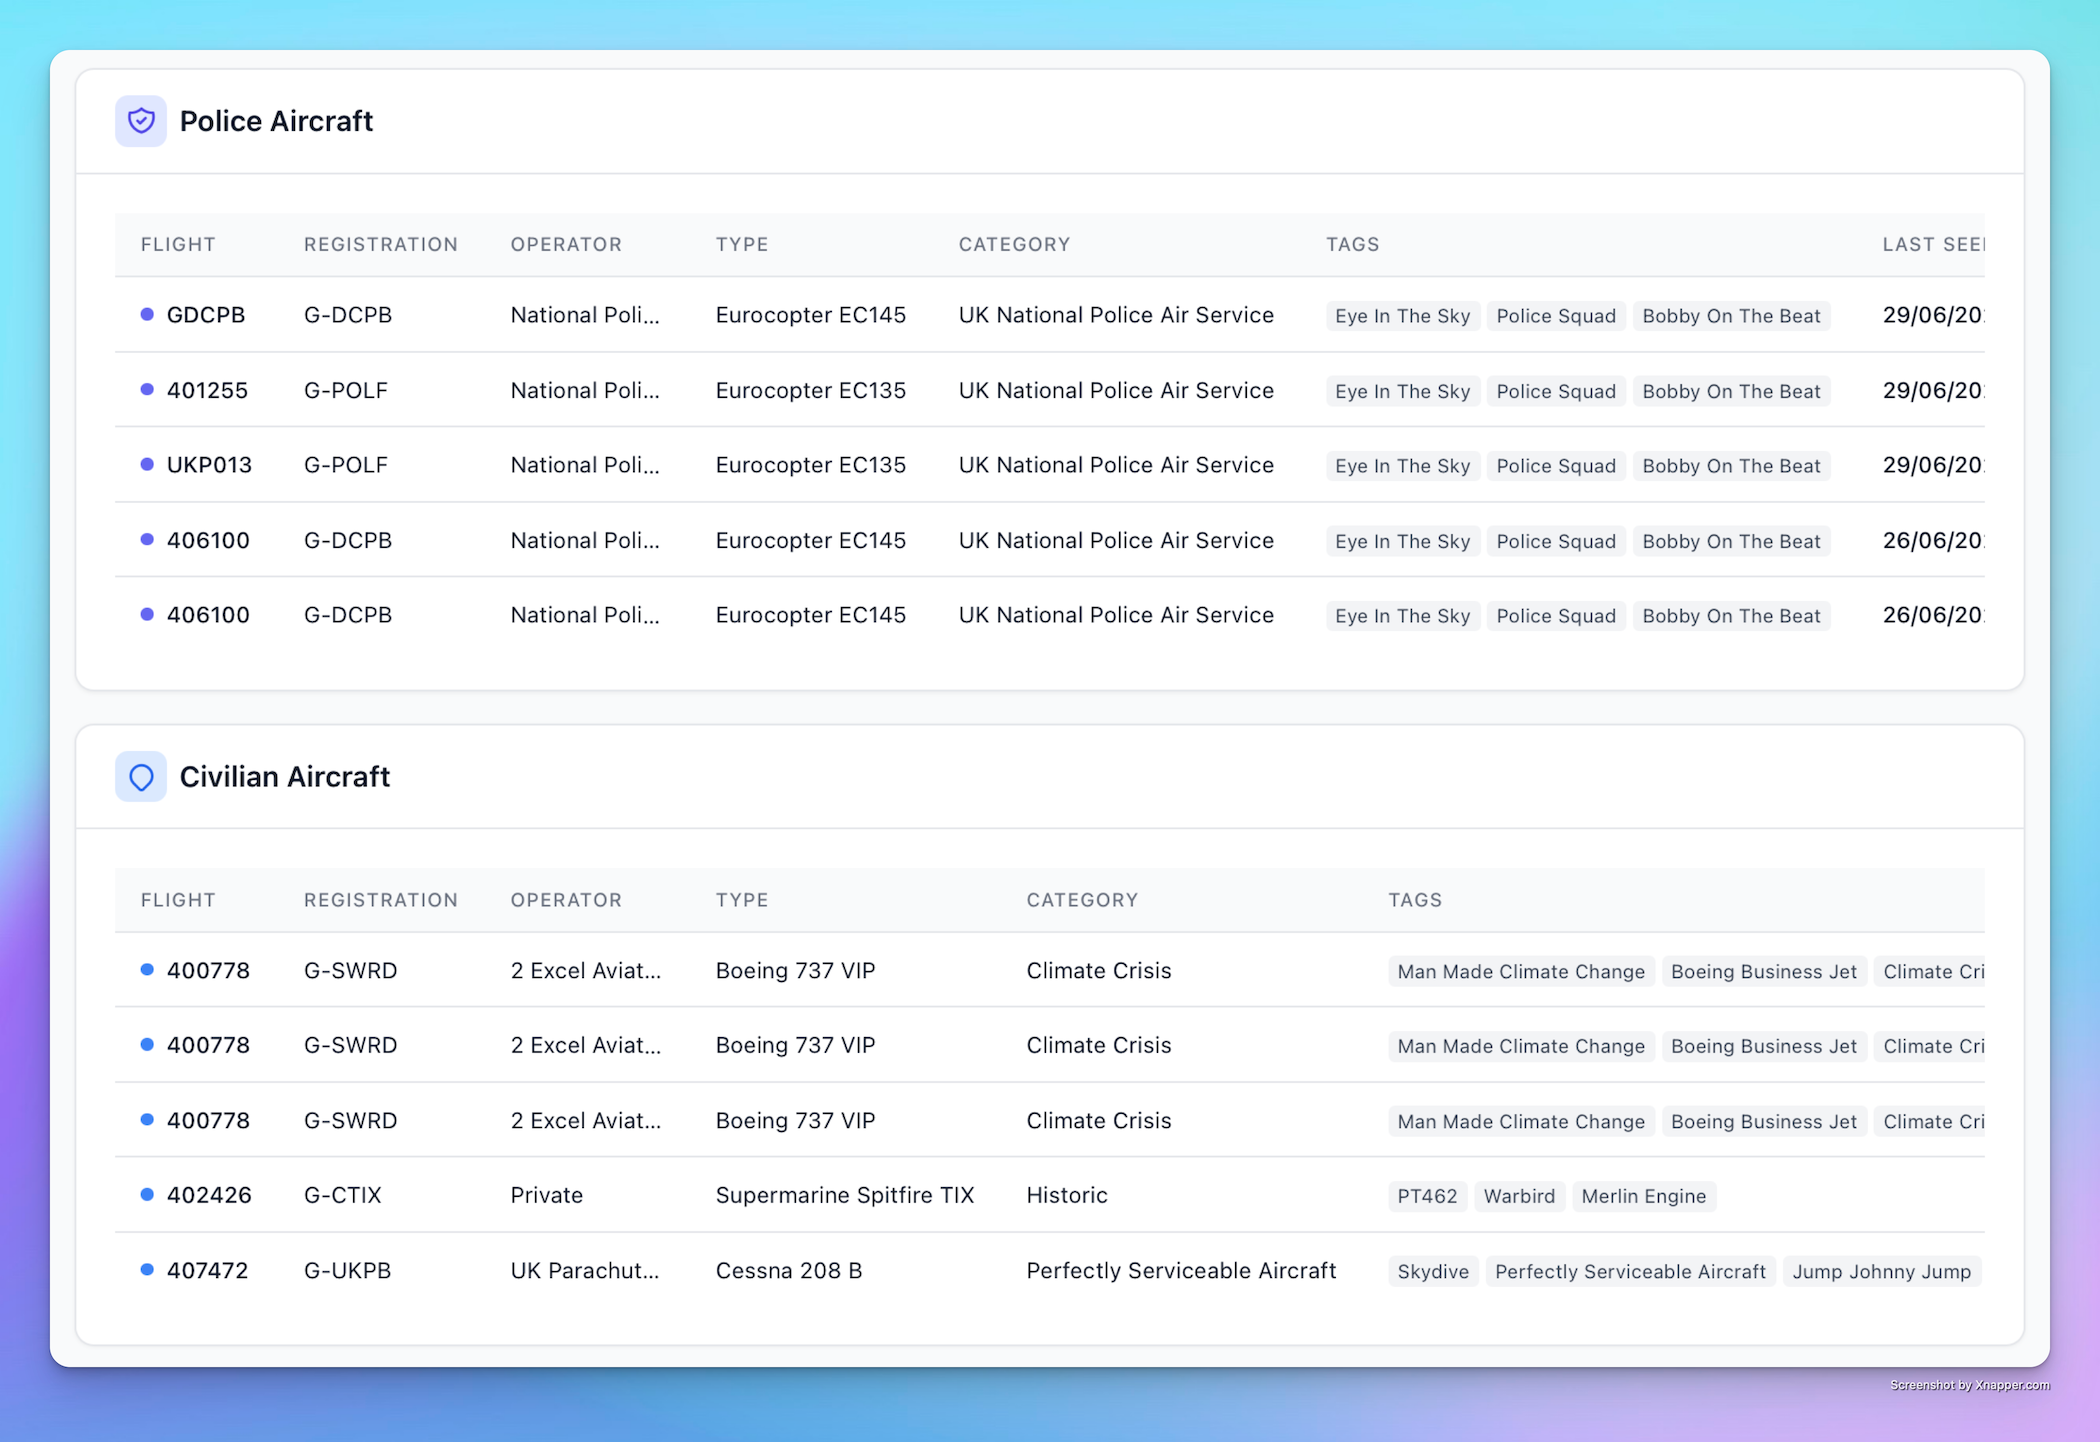 Police Aircraft
FLIGHT REGISTRATION OPERATOR TYPE CATEGORY TAGS LAST SEE
GDCPB G-DCPB National Poli... Eurocopter EC145 UK National Police Air Service Eye In The Sky Police Squad Bobby On The Beat 29/06/20
401255 G-POLF National Poli... Eurocopter EC135 UK National Police Air Service Eye In The Sky Police Squad Bobby On The Beat 29/06/20
UKP013 G-POLF National Poli... Eurocopter EC135 UK National Police Air Service Eye In The Sky Police Squad Bobby On The Beat 29/06/20
406100 G-DCPB National Poli... Eurocopter EC145 UK National Police Air Service Eye In The Sky Police Squad Bobby On The Beat 26/06/20
406100 G-DCPB National Poli... Eurocopter EC145 UK National Police Air Service Eye In The Sky Police Squad Bobby On The Beat 26/06/20
Civilian Aircraft
FLIGHT REGISTRATION OPERATOR TYPE CATEGORY TAGS
400778 G-SWRD 2 Excel Aviat... Boeing 737 VIP Climate Crisis Man Made Climate Change Boeing Business Jet Climate Cri
400778 G-SWRD 2 Excel Aviat... Boeing 737 VIP Climate Crisis Man Made Climate Change Boeing Business Jet Climate Cri
400778 G-SWRD 2 Excel Aviat... Boeing 737 VIP Climate Crisis Man Made Climate Change Boeing Business Jet Climate Cri
402426 G-CTIX Private Supermarine Spitfire TIX Historic PT462 Warbird Merlin Engine
407472 G-UKPB UK Parachut... Cessna 208 B Perfectly Serviceable Aircraft Skydive Perfectly Serviceable Aircraft Jump Johnny Jump
Screenshot by Xnapper.com